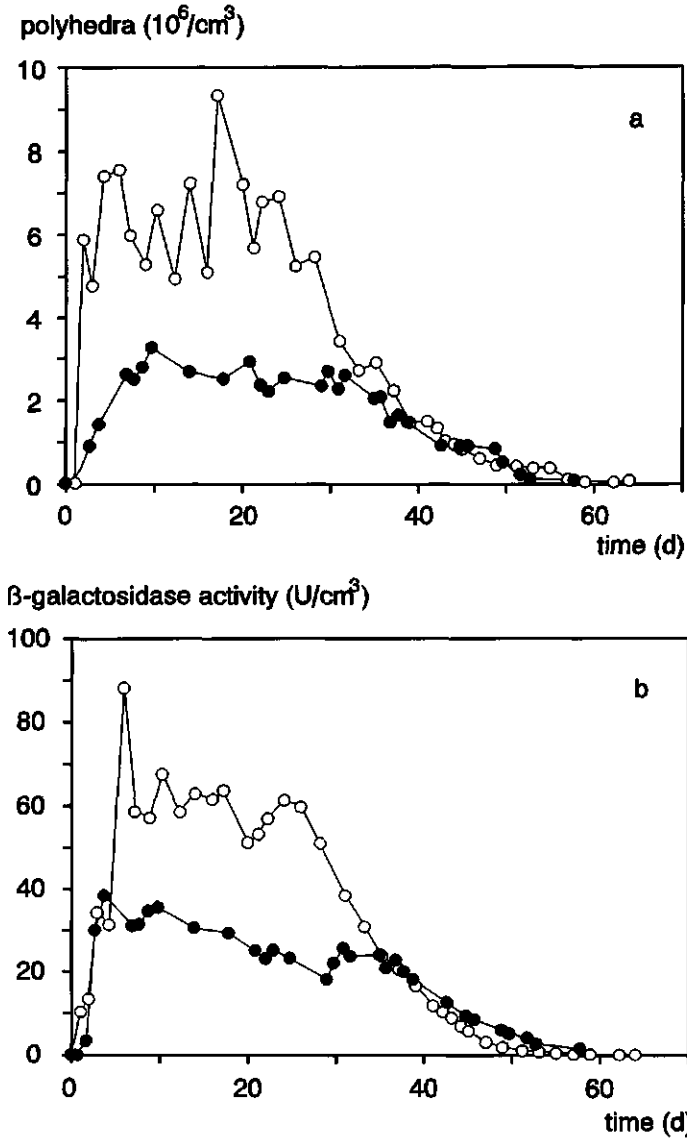 polyhedra (10⁶/cm³)
a
10
8
6
4
2
0
0 20 40 60
time (d)
ß-galactosidase activity (U/cm³)
b
100
80
60
40
20
0
0 20 40 60
time (d)